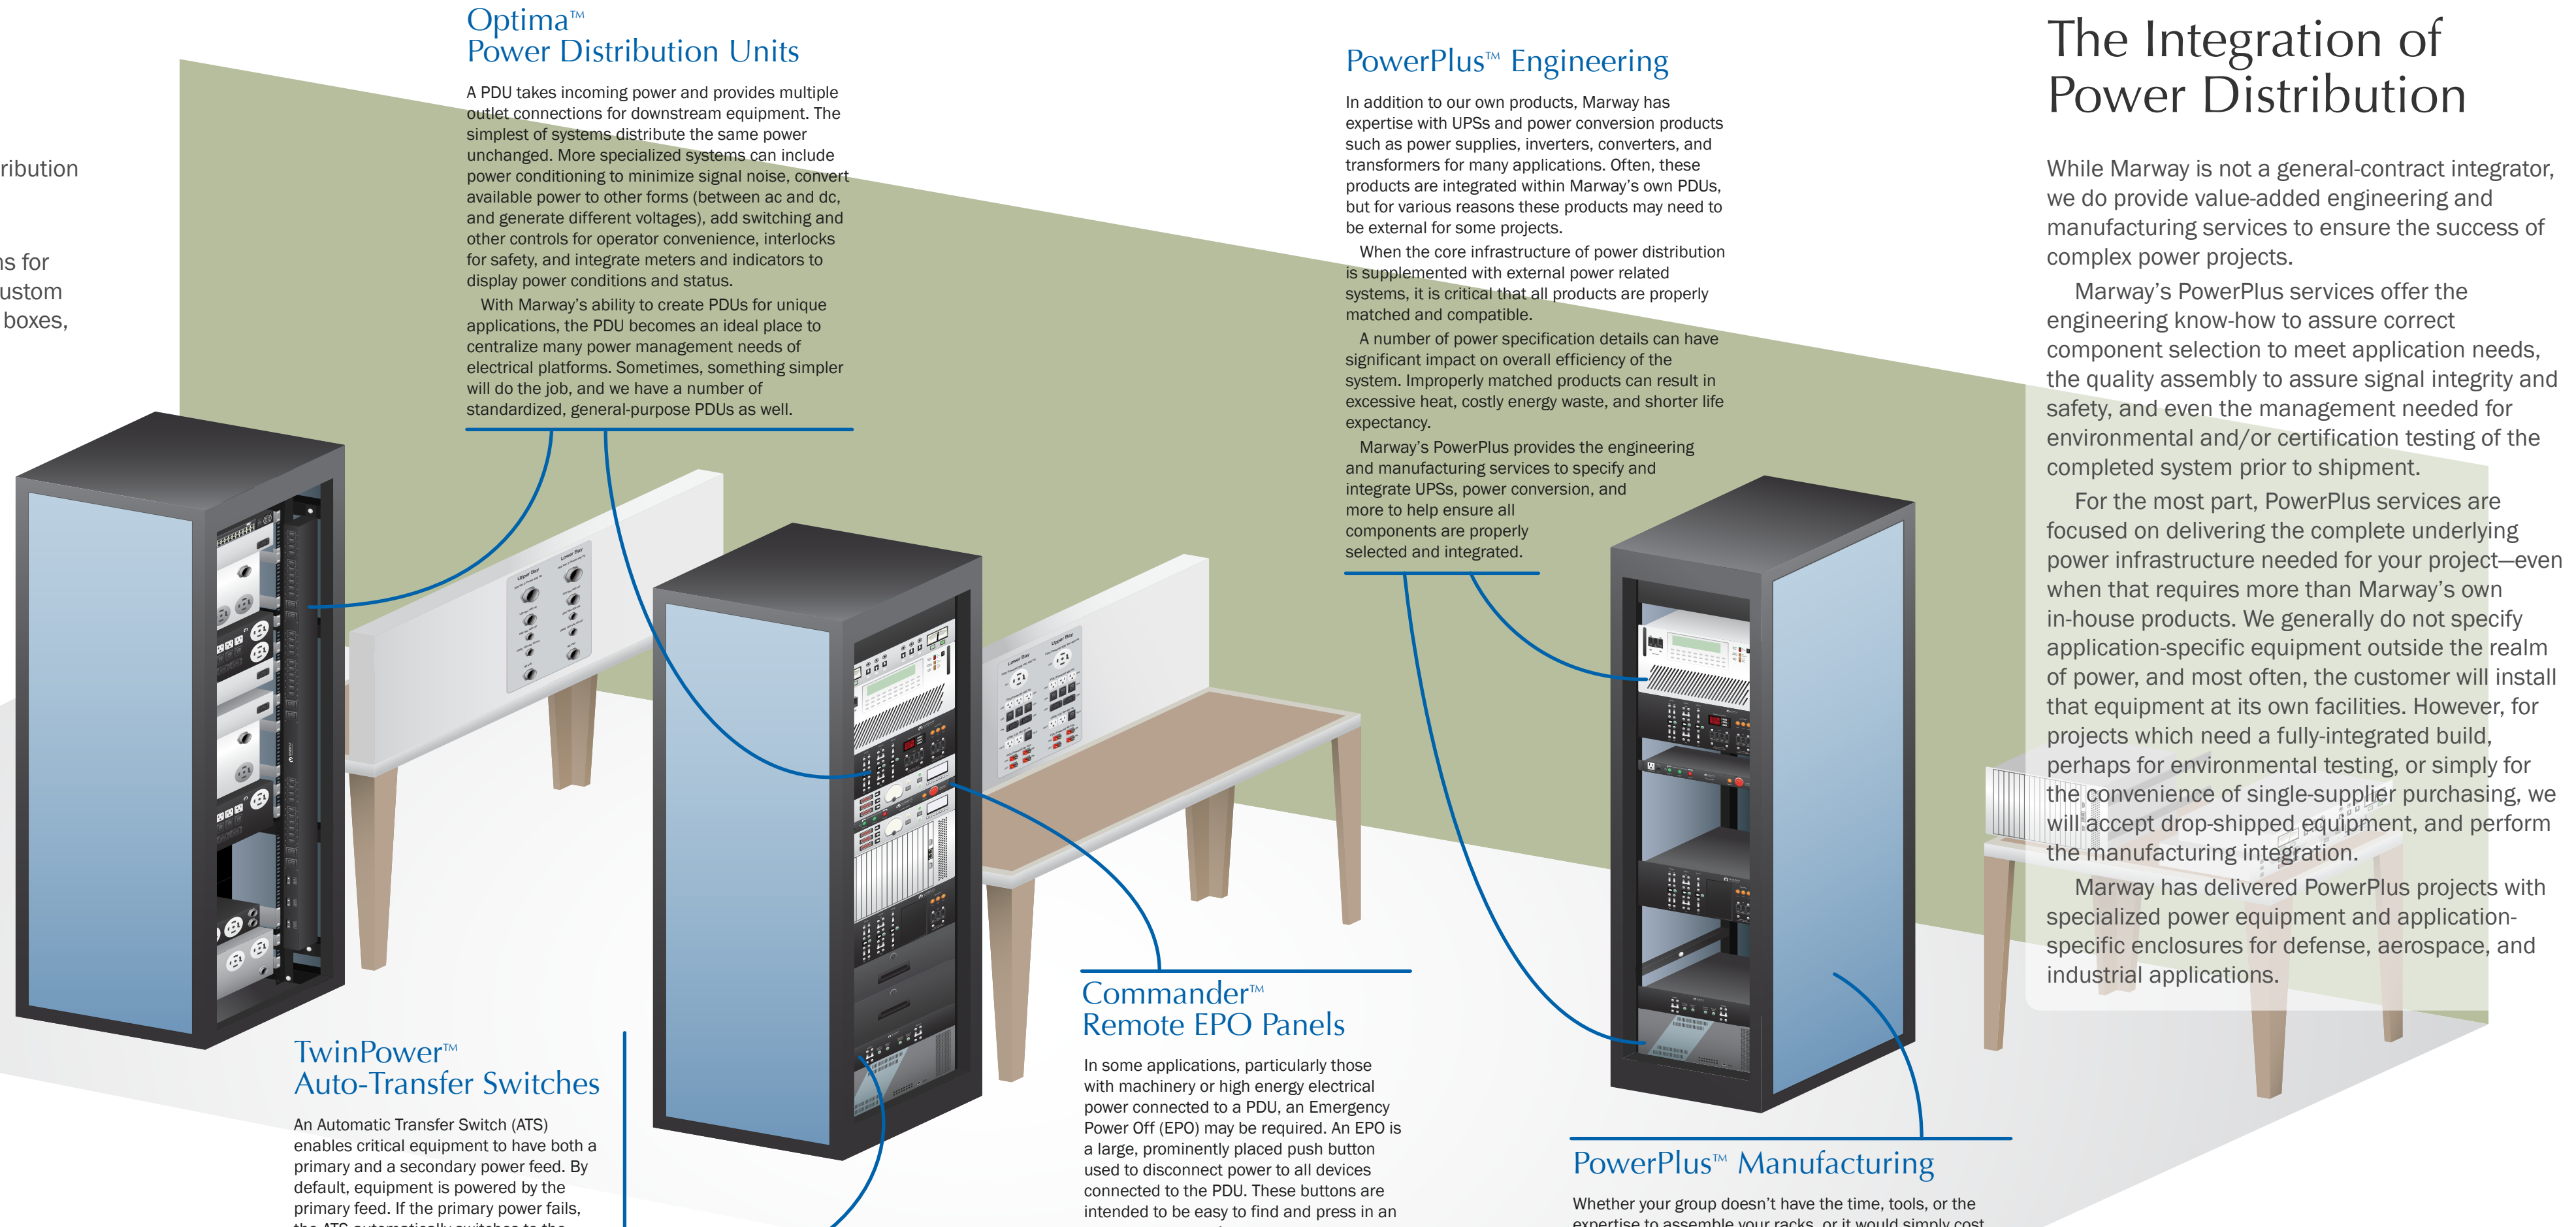 ribution
ns for
ustom
boxes,
Optima™
Power Distribution Units
A PDU takes incoming power and provides multiple
outlet connections for downstream equipment. The
simplest of systems distribute the same power
unchanged. More specialized systems can include
power conditioning to minimize signal noise, convert
available power to other forms (between ac and dc,
and generate different voltages), add switching and
other controls for operator convenience, interlocks
for safety, and integrate meters and indicators to
display power conditions and status.
With Marway’s ability to create PDUs for unique
applications, the PDU becomes an ideal place to
centralize many power management needs of
electrical platforms. Sometimes, something simpler
will do the job, and we have a number of
standardized, general-purpose PDUs as well.
PowerPlus™ Engineering
In addition to our own products, Marway has
expertise with UPSs and power conversion products
such as power supplies, inverters, converters, and
transformers for many applications. Often, these
products are integrated within Marway’s own PDUs,
but for various reasons these products may need to
be external for some projects.
When the core infrastructure of power distribution
is supplemented with external power related
systems, it is critical that all products are properly
matched and compatible.
A number of power specification details can have
significant impact on overall efficiency of the
system. Improperly matched products can result in
excessive heat, costly energy waste, and shorter life
expectancy.
Marway’s PowerPlus provides the engineering
and manufacturing services to specify and
integrate UPSs, power conversion, and
more to help ensure all
components are properly
selected and integrated.
The Integration of
Power Distribution
While Marway is not a general-contract integrator,
we do provide value-added engineering and
manufacturing services to ensure the success of
complex power projects.
Marway’s PowerPlus services offer the
engineering know-how to assure correct
component selection to meet application needs,
the quality assembly to assure signal integrity and
safety, and even the management needed for
environmental and/or certification testing of the
completed system prior to shipment.
For the most part, PowerPlus services are
focused on delivering the complete underlying
power infrastructure needed for your project—even
when that requires more than Marway’s own
in-house products. We generally do not specify
application-specific equipment outside the realm
of power, and most often, the customer will install
that equipment at its own facilities. However, for
projects which need a fully-integrated build,
perhaps for environmental testing, or simply for
the convenience of single-supplier purchasing, we
will accept drop-shipped equipment, and perform
the manufacturing integration.
Marway has delivered PowerPlus projects with
specialized power equipment and application-
specific enclosures for defense, aerospace, and
industrial applications.
Upper Bay
Lower Bay
Lower Bay
Upper Bay
TwinPower™
Auto-Transfer Switches
An Automatic Transfer Switch (ATS)
enables critical equipment to have both a
primary and a secondary power feed. By
default, equipment is powered by the
primary feed. If the primary power fails,
the ATS automatically switches to the
Commander™
Remote EPO Panels
In some applications, particularly those
with machinery or high energy electrical
power connected to a PDU, an Emergency
Power Off (EPO) may be required. An EPO is
a large, prominently placed push button
used to disconnect power to all devices
connected to the PDU. These buttons are
intended to be easy to find and press in an
PowerPlus™ Manufacturing
Whether your group doesn’t have the time, tools, or the
expertise to assemble your racks, or it would simply cost